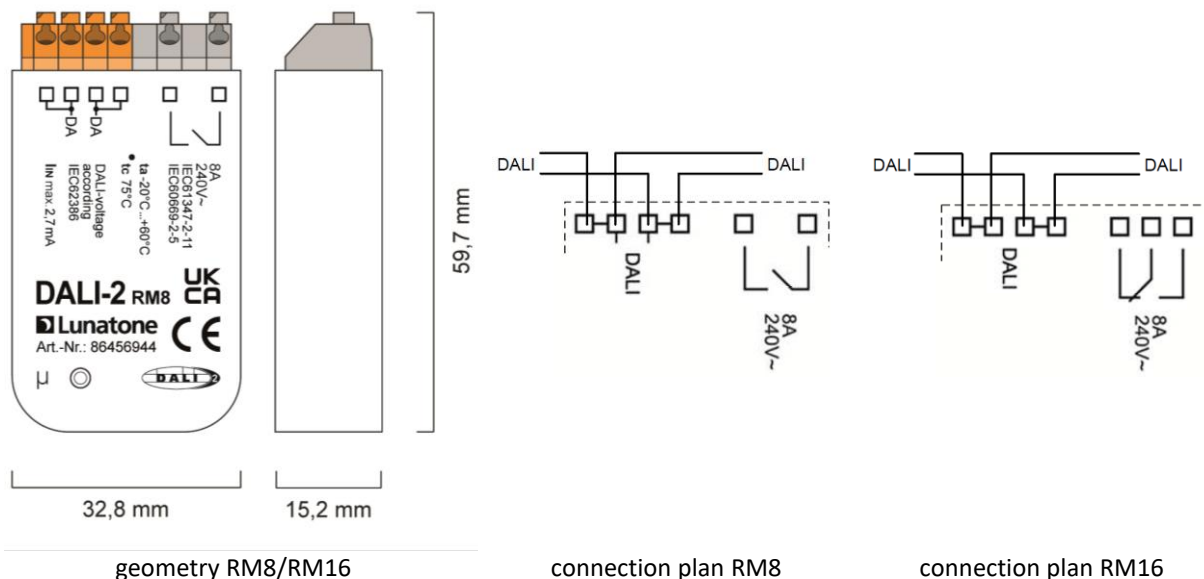 DA
DA
8A
240V~
IEC61347-2-11
IEC60669-2-5
ta -20°C...+60°C
tc 75°C
DALI-voltage
according
IEC62386
IIN max. 2,7mA
DALI-2 RM8
UK
CA
Lunatone
CE
Art.-Nr.: 86456944
µ
DALI 2
59,7 mm
32,8 mm
15,2 mm
geometry RM8/RM16
DALI
DALI
DALI
8A
240V~
connection plan RM8
DALI
DALI
DALI
8A
240V~
connection plan RM16